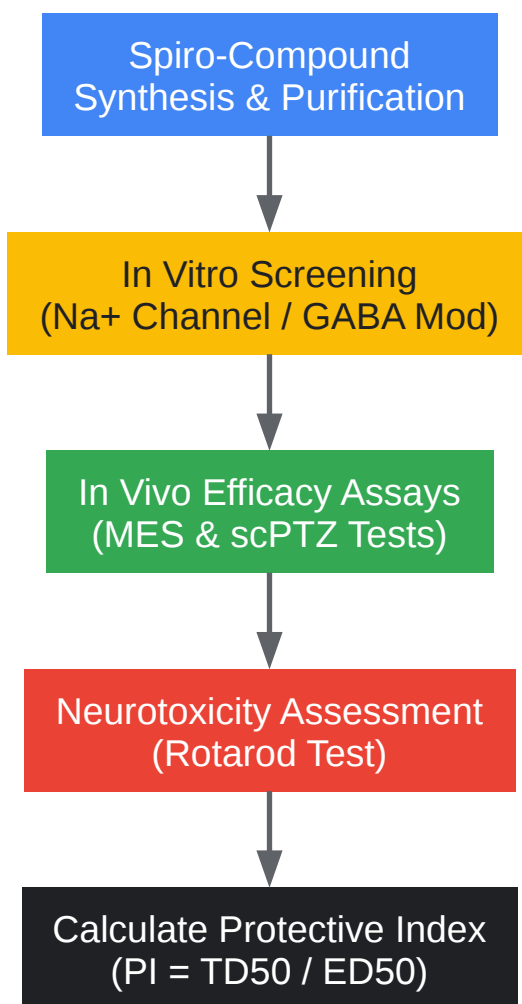 Spiro-Compound
Synthesis & Purification
In Vitro Screening
(Na+ Channel / GABA Mod)
In Vivo Efficacy Assays
(MES & scPTZ Tests)
Neurotoxicity Assessment
(Rotarod Test)
Calculate Protective Index
(PI = TD50 / ED50)